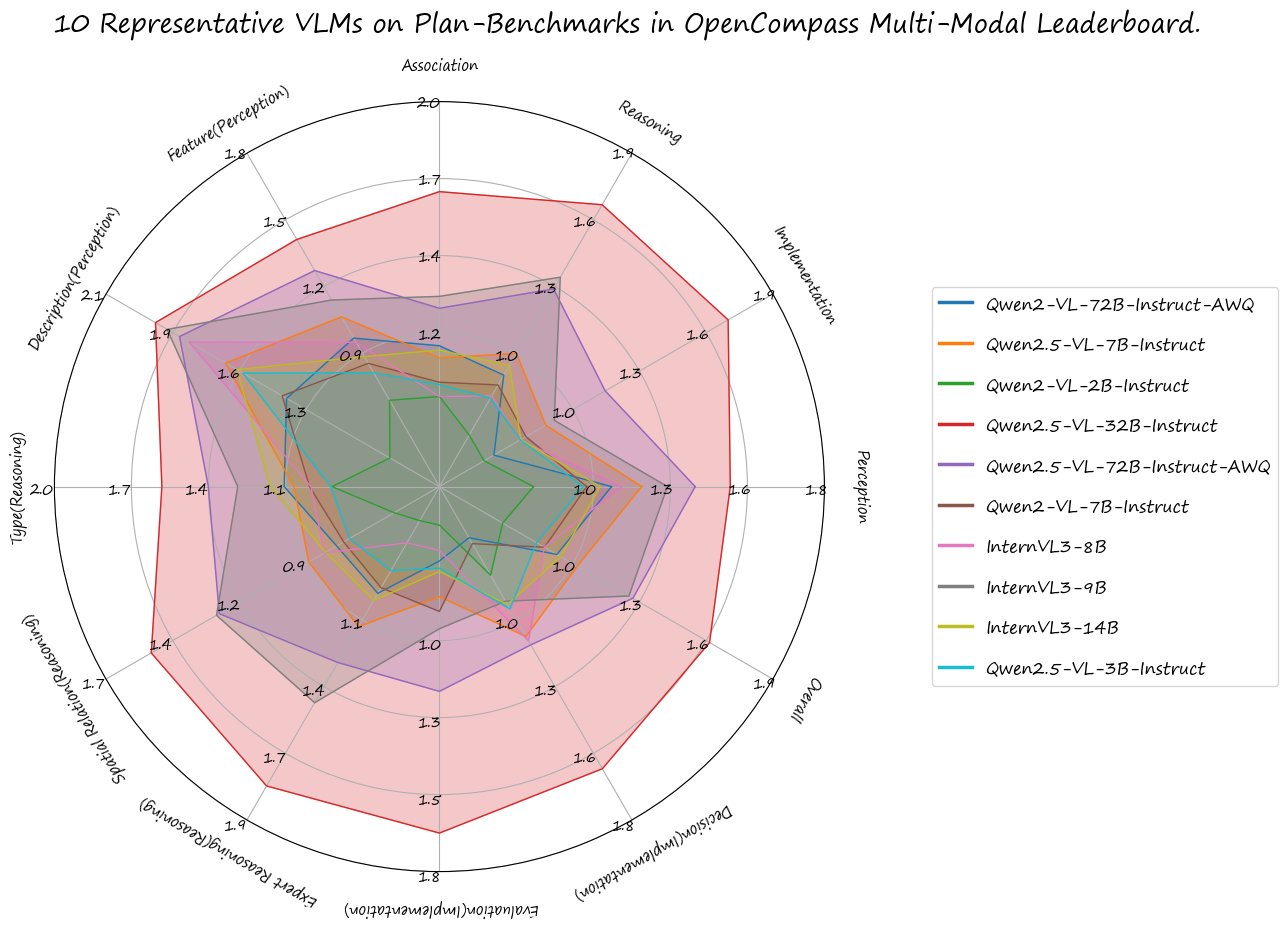 10 Representative VLMs on Plan-Benchmarks in OpenCompass Multi-Modal Leaderboard.
Association
Reasoning
Implementation
Perception
Overall
Decision(Implementation)
Evaluation(Implementation)
Expert Reasoning(Reasoning)
Spatial Relation(Reasoning)
Type(Reasoning)
Description(Perception)
Feature(Perception)
1.2
1.4
1.7
2.0
1.0
1.3
1.6
1.9
1.0
1.3
1.6
1.9
1.0
1.3
1.6
1.8
1.0
1.3
1.6
1.9
1.0
1.3
1.6
1.8
1.0
1.3
1.5
1.8
1.1
1.4
1.7
1.9
0.9
1.2
1.4
1.7
1.1
1.4
1.7
2.0
1.3
1.6
1.9
2.1
0.9
1.2
1.5
1.8
Qwen2-VL-72B-Instruct-AWQ
Qwen2.5-VL-7B-Instruct
Qwen2-VL-2B-Instruct
Qwen2.5-VL-32B-Instruct
Qwen2.5-VL-72B-Instruct-AWQ
Qwen2-VL-7B-Instruct
InternVL3-8B
InternVL3-9B
InternVL3-14B
Qwen2.5-VL-3B-Instruct